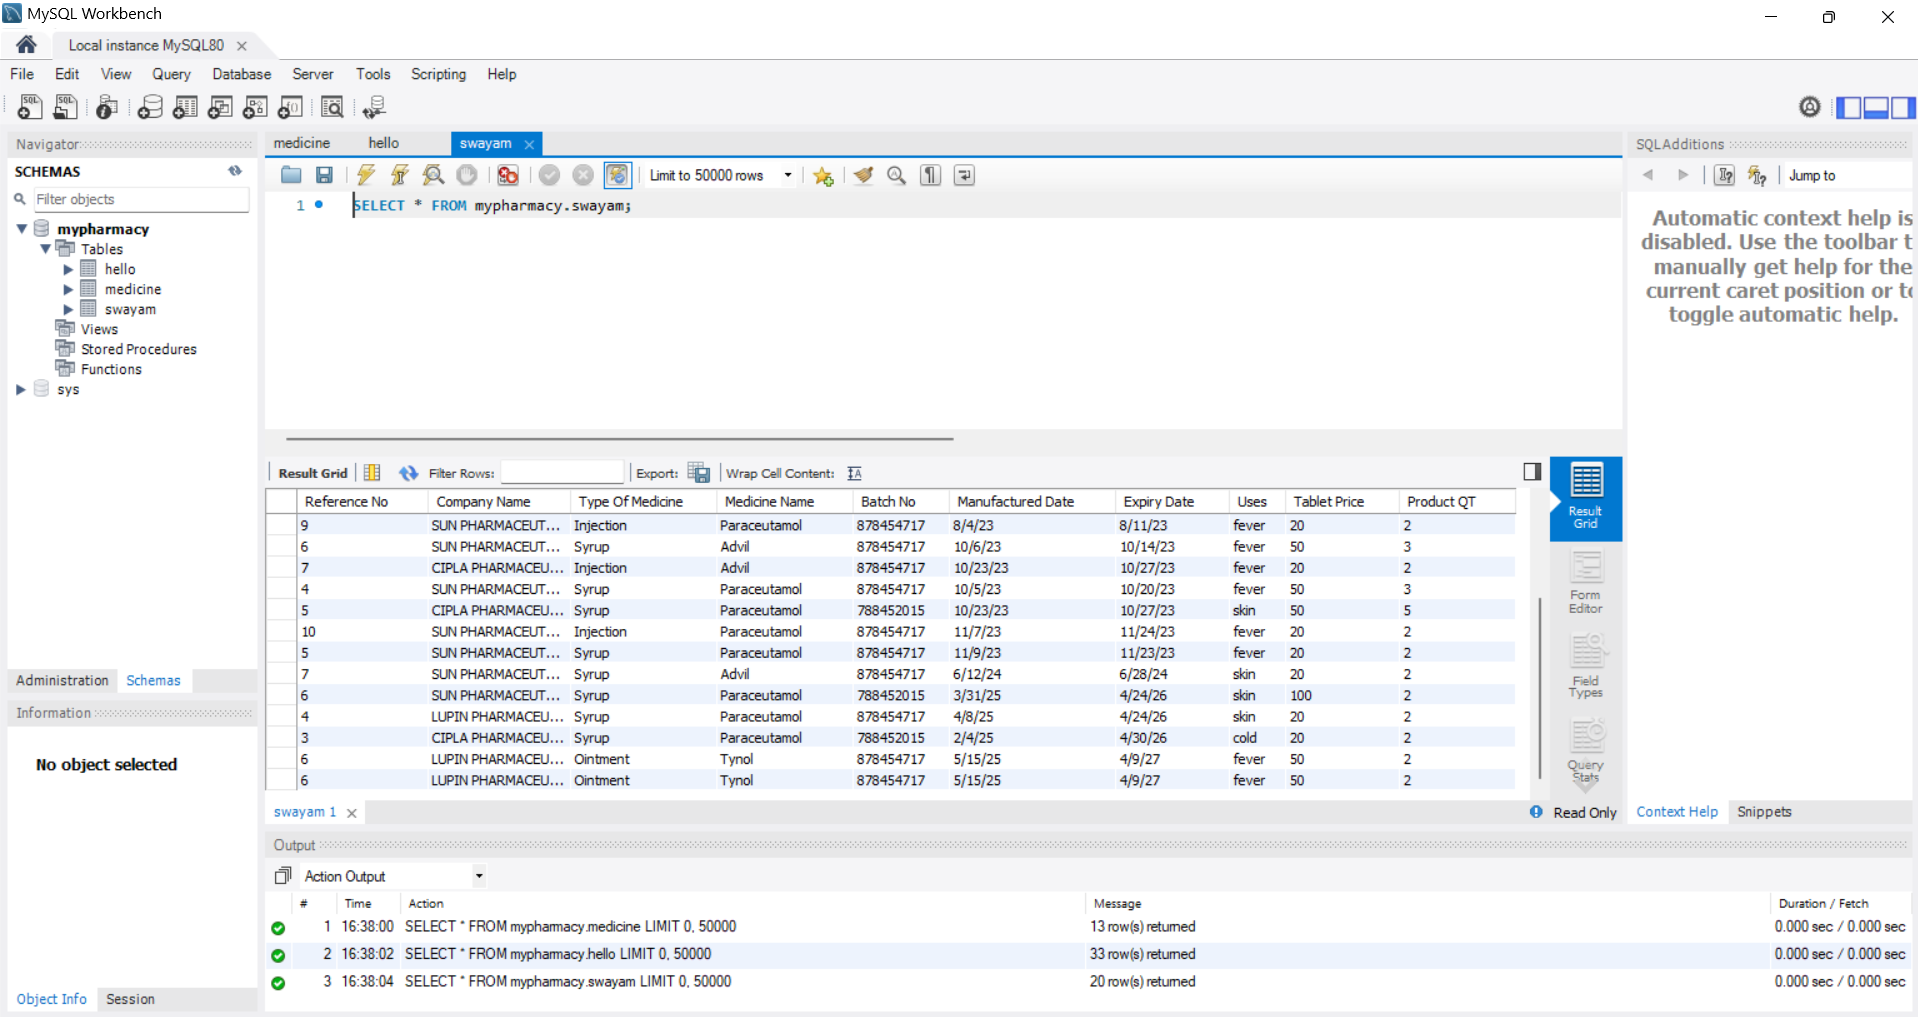 MySQL Workbench
Local instance MySQL80
File Edit View Query Database Server Tools Scripting Help
Navigator
SCHEMAS
Filter objects
mypharmacy
Tables
hello
medicine
swayam
Views
Stored Procedures
Functions
sys
Administration Schemas
Information
No object selected
Object Info Session
medicine hello swayam
Limit to 50000 rows
1 SELECT * FROM mypharmacy.swayam;
Result Grid Filter Rows: Export: Wrap Cell Content:
Reference No Company Name Type Of Medicine Medicine Name Batch No Manufactured Date Expiry Date Uses Tablet Price Product QT
9 SUN PHARMACEUT... Injection Paraceutamol 878454717 8/4/23 8/11/23 fever 20 2
6 SUN PHARMACEUT... Syrup Advil 878454717 10/6/23 10/14/23 fever 50 3
7 CIPLA PHARMACEU... Injection Advil 878454717 10/23/23 10/27/23 fever 20 2
4 SUN PHARMACEUT... Syrup Paraceutamol 878454717 10/5/23 10/20/23 fever 50 3
5 CIPLA PHARMACEU... Syrup Paraceutamol 788452015 10/23/23 10/27/23 skin 50 5
10 SUN PHARMACEUT... Injection Paraceutamol 878454717 11/7/23 11/24/23 fever 20 2
5 SUN PHARMACEUT... Syrup Paraceutamol 878454717 11/9/23 11/23/23 fever 20 2
7 SUN PHARMACEUT... Syrup Advil 878454717 6/12/24 6/28/24 skin 20 2
6 SUN PHARMACEUT... Syrup Paraceutamol 788452015 3/31/25 4/24/26 skin 100 2
4 LUPIN PHARMACEU... Syrup Paraceutamol 878454717 4/8/25 4/24/26 skin 20 2
3 CIPLA PHARMACEU... Syrup Paraceutamol 788452015 2/4/25 4/30/26 cold 20 2
6 LUPIN PHARMACEU... Ointment Tynol 878454717 5/15/25 4/9/27 fever 50 2
6 LUPIN PHARMACEU... Ointment Tynol 878454717 5/15/25 4/9/27 fever 50 2
Result
Grid
Form
Editor
Field
Types
Query
Stats
swayam 1
Read Only
SQLAdditions
Jump to
Automatic context help is
disabled. Use the toolbar t
manually get help for the
current caret position or to
toggle automatic help.
Context Help Snippets
Output
Action Output
# Time Action Message Duration / Fetch
1 16:38:00 SELECT * FROM mypharmacy.medicine LIMIT 0, 50000 13 row(s) returned 0.000 sec / 0.000 sec
2 16:38:02 SELECT * FROM mypharmacy.hello LIMIT 0, 50000 33 row(s) returned 0.000 sec / 0.000 sec
3 16:38:04 SELECT * FROM mypharmacy.swayam LIMIT 0, 50000 20 row(s) returned 0.000 sec / 0.000 sec